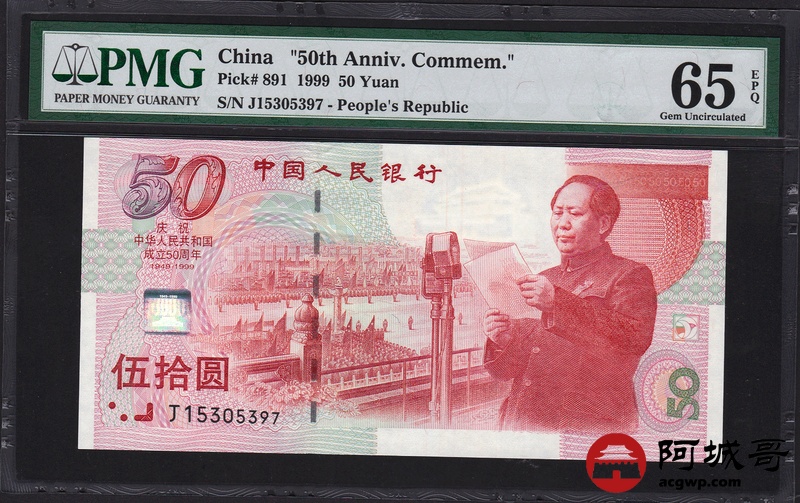 PMG
PAPER MONEY GUARANTY
China "50th Anniv. Commem."
Pick# 891 1999 50 Yuan
S/N J15305397 - People's Republic
65 EPQ
Gem Uncirculated
50
中国人民银行
庆祝
中华人民共和国
成立50周年
1949/1999
伍拾圆
J15305397
50
阿城哥
acgwp.com